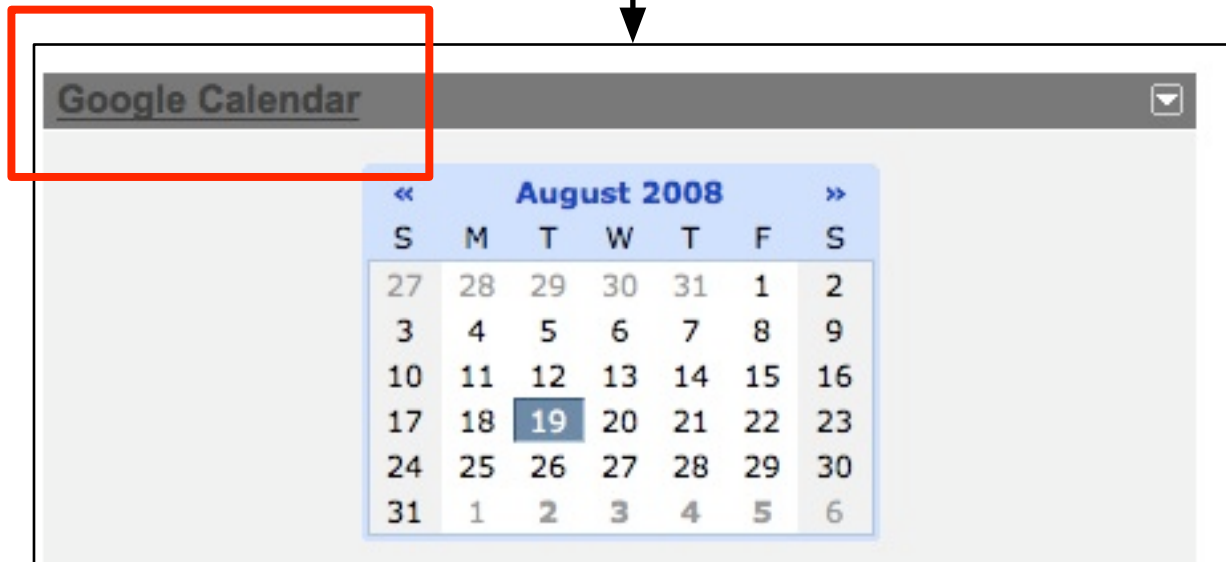 Google Calendar
« August 2008 »
S M T W T F S
27 28 29 30 31 1 2
3 4 5 6 7 8 9
10 11 12 13 14 15 16
17 18 19 20 21 22 23
24 25 26 27 28 29 30
31 1 2 3 4 5 6